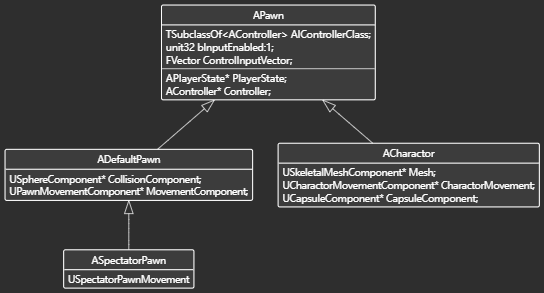 APawn
TSubclassOf<AController> AIControllerClass;
unit32 bInputEnabled:1;
FVector ControlInputVector;
APlayerState* PlayerState;
AController* Controller;
ADefaultPawn
USphereComponent* CollisionComponent;
UPawnMovementComponent* MovementComponent;
ACharactor
USkeletalMeshComponent* Mesh;
UCharactorMovementComponent* CharactorMovement;
UCapsuleComponent* CapsuleComponent;
ASpectatorPawn
USpectatorPawnMovement